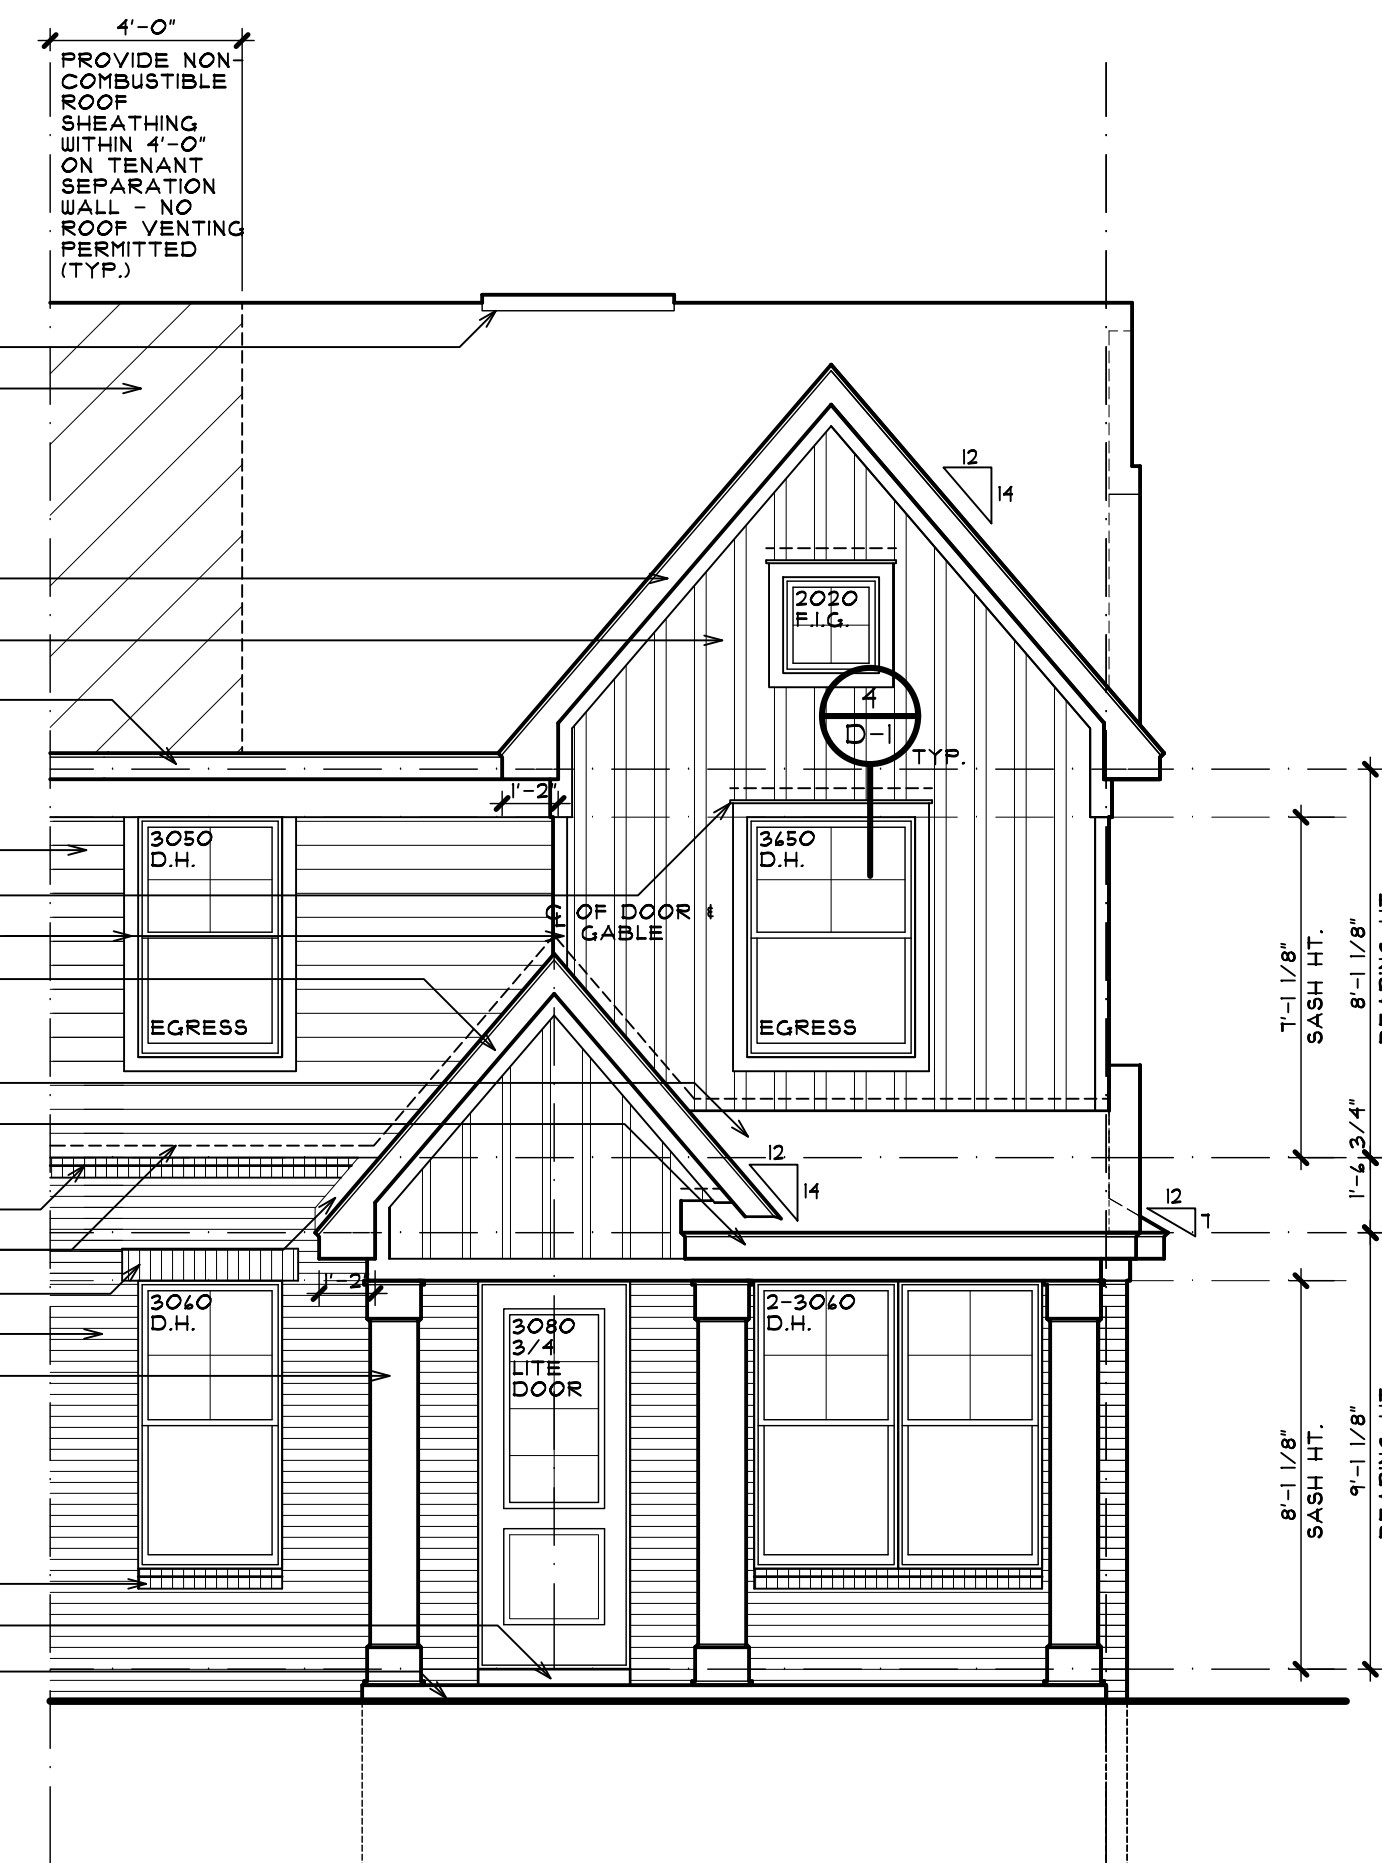 4'-0"
PROVIDE NON-
COMBUSTIBLE
ROOF
SHEATHING
WITHIN 4'-0"
ON TENANT
SEPARATION
WALL - NO
ROOF VENTING
PERMITTED
(TYP.)
12
14
2020
F.I.G.
4
D-1
TYP.
1'-2"
3050
D.H.
3650
D.H.
℄ OF DOOR &
GABLE
EGRESS
EGRESS
7'-1 1/8"
SASH HT.
8'-1 1/8"
12
14
1'-6 3/4"
12
7
1'-2"
3060
D.H.
3080
3/4
LITE
DOOR
2-3060
D.H.
8'-1 1/8"
SASH HT.
9'-1 1/8"